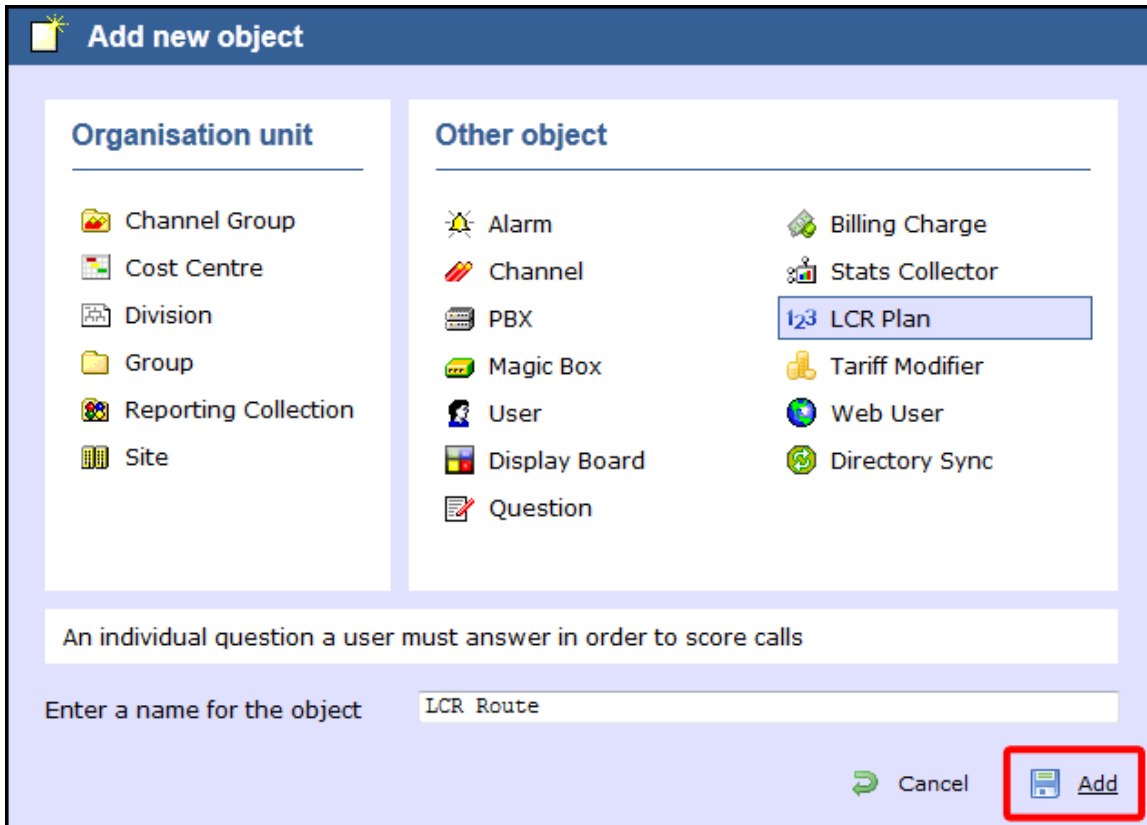 Add new object
Organisation unit
Channel Group
Cost Centre
Division
Group
Reporting Collection
Site
Other object
Alarm
Channel
PBX
Magic Box
User
Display Board
Question
Billing Charge
Stats Collector
123 LCR Plan
Tariff Modifier
Web User
Directory Sync
An individual question a user must answer in order to score calls
Enter a name for the object
LCR Route
Cancel
Add